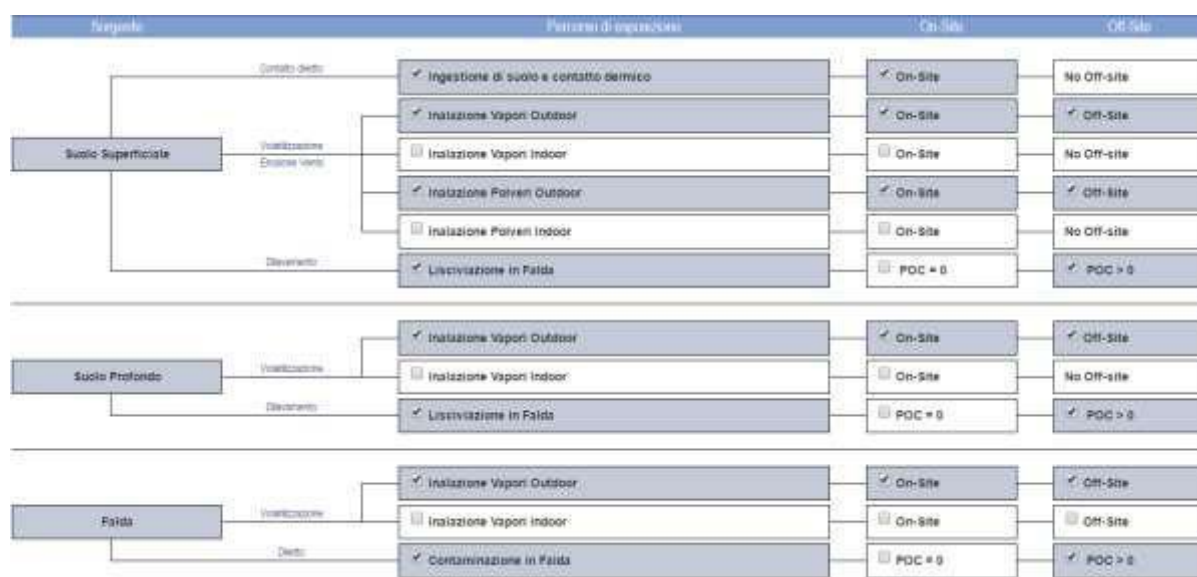 Sorgente Percorsi di esposizione On-Site Off-Site
Contatto diretto
Ingestione di suolo e contatto dermico On-Site No Off-site
Inalazione Vapori Outdoor On-Site Off-Site
Suolo Superficiale Volatilizzazione Inalazione Vapori Indoor On-Site No Off-site
Erosione Vento
Inalazione Polveri Outdoor On-Site Off-Site
Inalazione Polveri Indoor On-Site No Off-site
Dilavamento Lisciviazione in Falda POC = 0 POC > 0
Inalazione Vapori Outdoor On-Site Off-Site
Suolo Profondo Volatilizzazione Inalazione Vapori Indoor On-Site No Off-site
Dilavamento Lisciviazione in Falda POC = 0 POC > 0
Inalazione Vapori Outdoor On-Site Off-Site
Falda Volatilizzazione Inalazione Vapori Indoor On-Site Off-Site
Diretto Contaminazione in Falda POC = 0 POC > 0